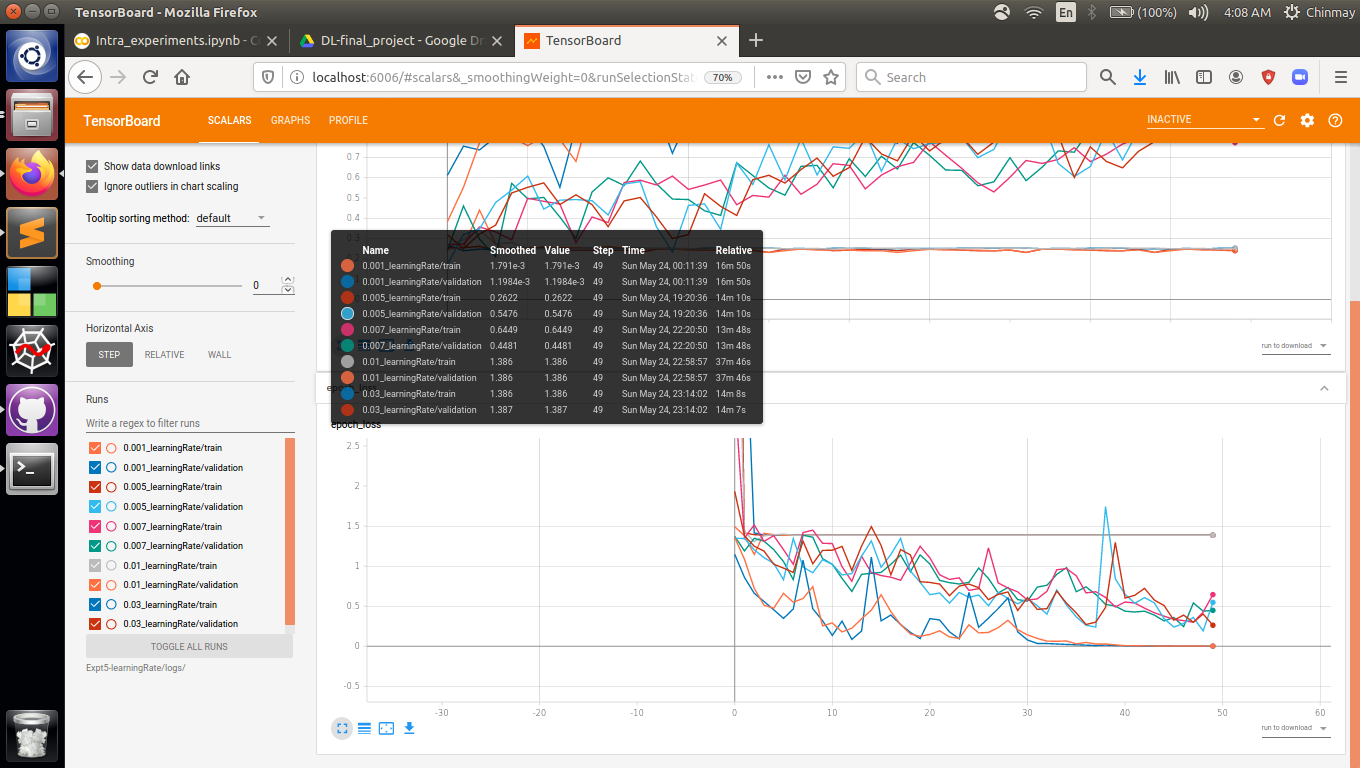 TensorBoard - Mozilla Firefox
En
(100%)
4:08 AM
Chinmay
Intra_experiments.ipynb - C
DL-final_project - Google Dr
TensorBoard
localhost:6006/#scalars&_smoothingWeight=0&runSelectionStat
70%
Search
TensorBoard
SCALARS
GRAPHS
PROFILE
INACTIVE
Show data download links
Ignore outliers in chart scaling
Tooltip sorting method: default
Smoothing
0
Horizontal Axis
STEP
RELATIVE
WALL
Runs
Write a regex to filter runs
0.001_learningRate/train
0.001_learningRate/validation
0.005_learningRate/train
0.005_learningRate/validation
0.007_learningRate/train
0.007_learningRate/validation
0.01_learningRate/train
0.01_learningRate/validation
0.03_learningRate/train
0.03_learningRate/validation
TOGGLE ALL RUNS
Expt5-learningRate/logs/
0.7
0.6
0.5
0.4
0.3
Name Smoothed Value Step Time Relative
0.001_learningRate/train 1.791e-3 1.791e-3 49 Sun May 24, 00:11:39 16m 50s
0.001_learningRate/validation 1.1984e-3 1.1984e-3 49 Sun May 24, 00:11:39 16m 50s
0.005_learningRate/train 0.2622 0.2622 49 Sun May 24, 19:20:36 14m 10s
0.005_learningRate/validation 0.5476 0.5476 49 Sun May 24, 19:20:36 14m 10s
0.007_learningRate/train 0.6449 0.6449 49 Sun May 24, 22:20:50 13m 48s
0.007_learningRate/validation 0.4481 0.4481 49 Sun May 24, 22:20:50 13m 48s
0.01_learningRate/train 1.386 1.386 49 Sun May 24, 22:58:57 37m 46s
0.01_learningRate/validation 1.386 1.386 49 Sun May 24, 22:58:57 37m 46s
0.03_learningRate/train 1.386 1.386 49 Sun May 24, 23:14:02 14m 8s
0.03_learningRate/validation 1.387 1.387 49 Sun May 24, 23:14:02 14m 7s
run to download
epoch_loss
epoch_loss
2.5
2
1.5
1
0.5
0
-0.5
-30 -20 -10 0 10 20 30 40 50 60
run to download